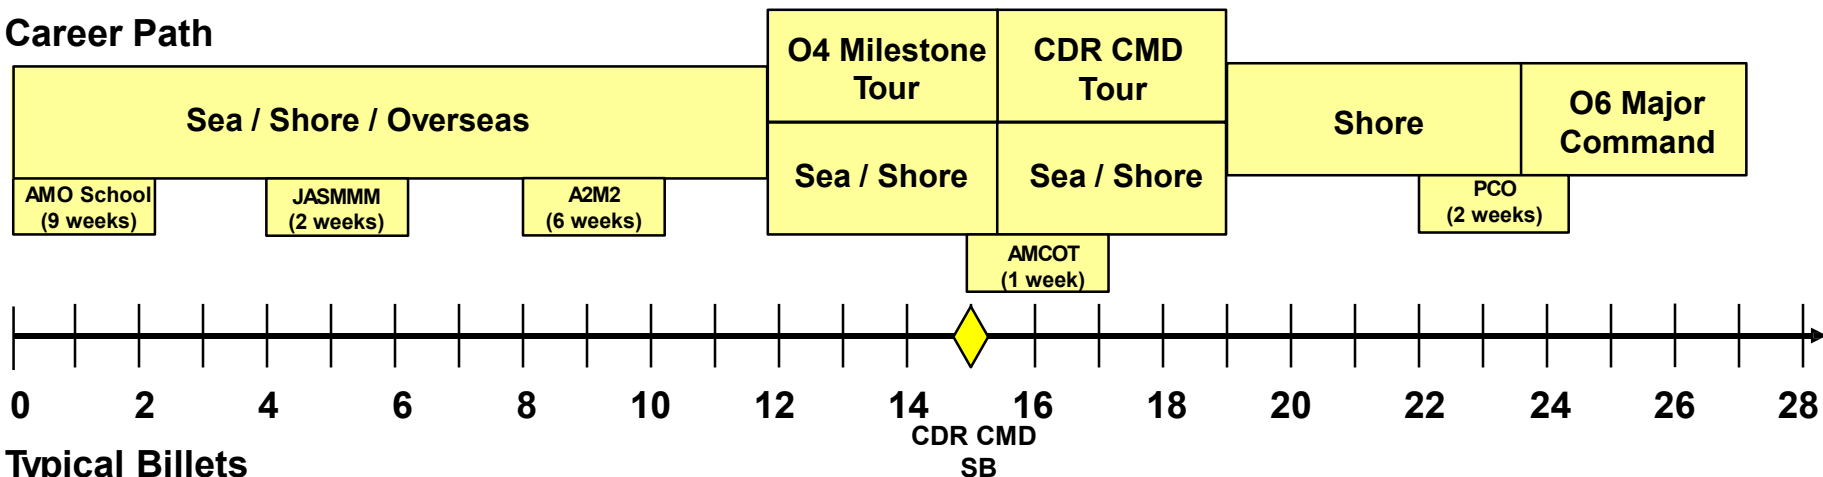 Career Path
O4 Milestone
Tour
CDR CMD
Tour
Sea / Shore / Overseas
Shore
O6 Major
Command
Sea / Shore
Sea / Shore
AMO School
(9 weeks)
JASMMM
(2 weeks)
A2M2
(6 weeks)
PCO
(2 weeks)
AMCOT
(1 week)
0 2 4 6 8 10 12 14 16 18 20 22 24 26 28
CDR CMD
SB
Typical Billets